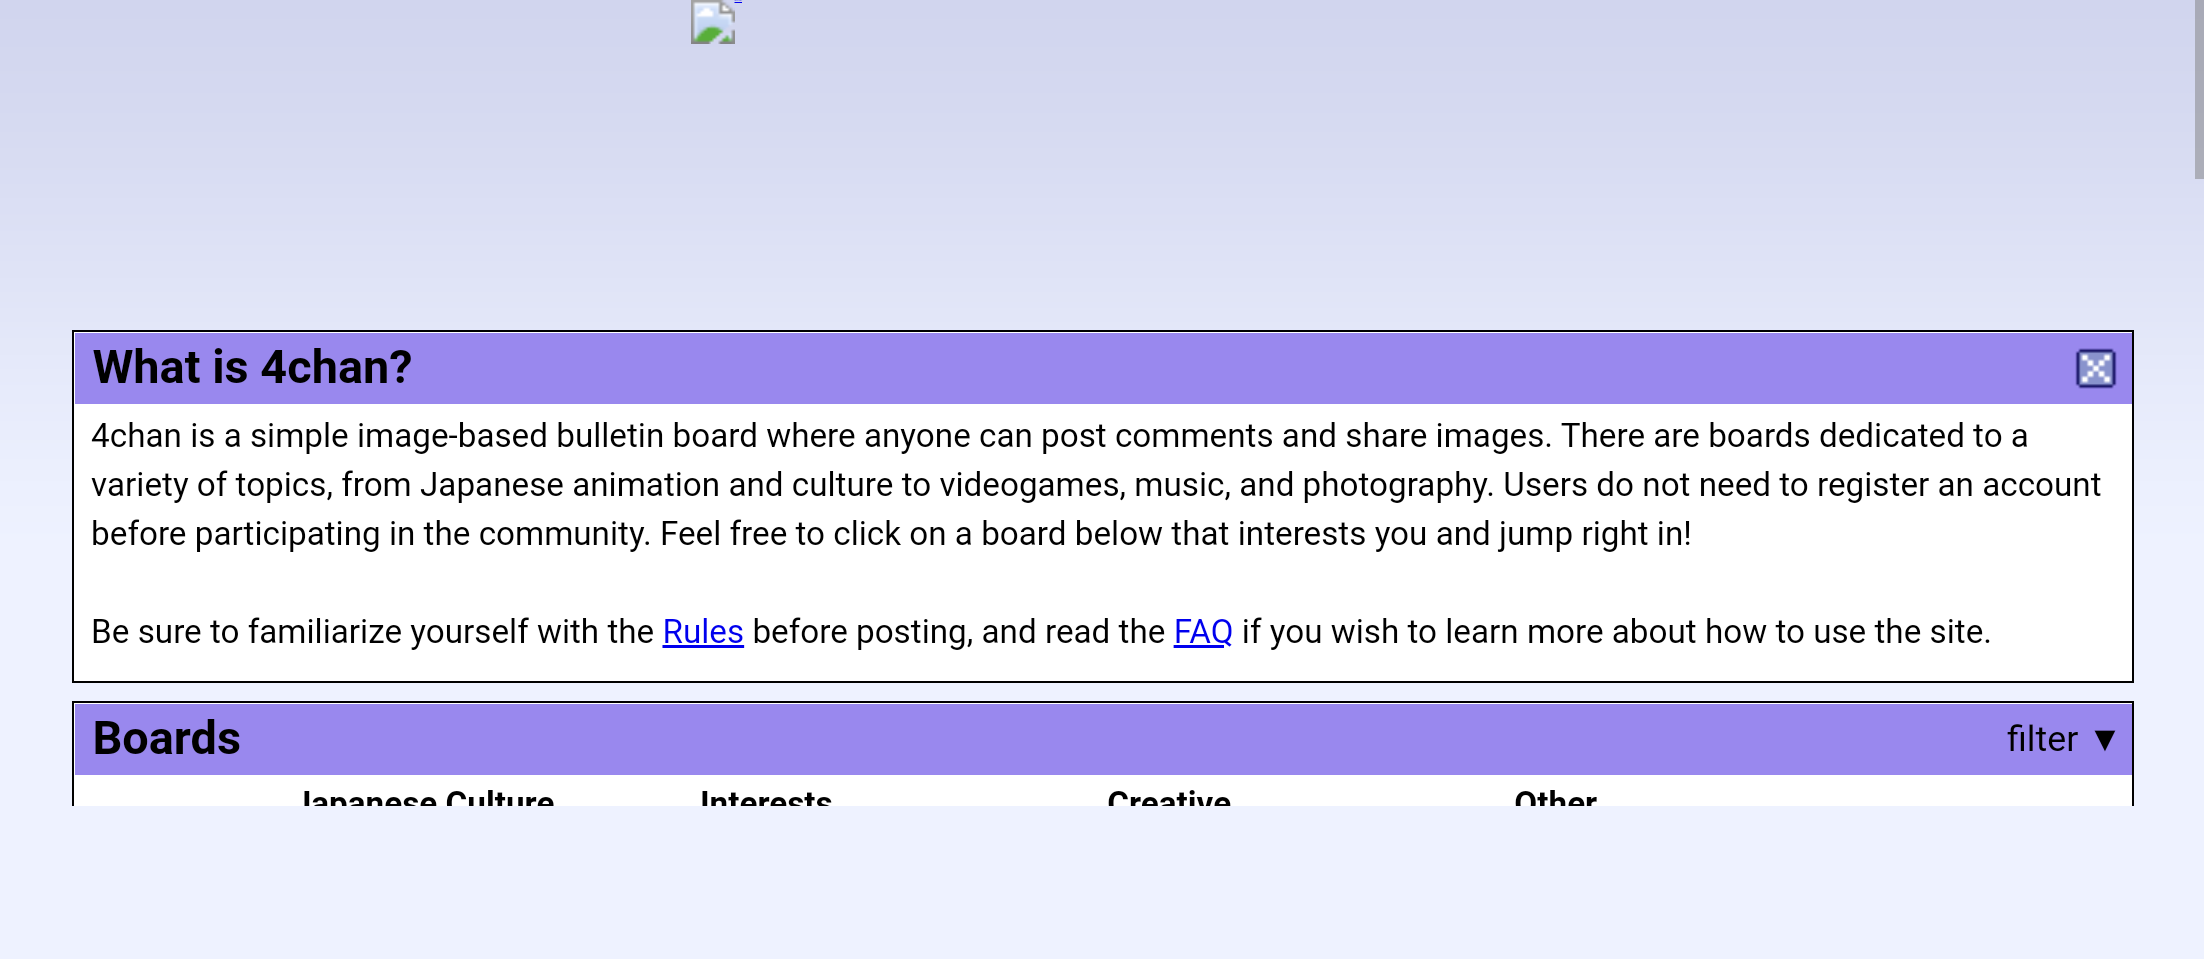 What is 4chan?
4chan is a simple image-based bulletin board where anyone can post comments and share images. There are boards dedicated to a
variety of topics, from Japanese animation and culture to videogames, music, and photography. Users do not need to register an account
before participating in the community. Feel free to click on a board below that interests you and jump right in!
Be sure to familiarize yourself with the Rules before posting, and read the FAQ if you wish to learn more about how to use the site.
Boards
filter ▼
Japanese Culture Interests Creative Other